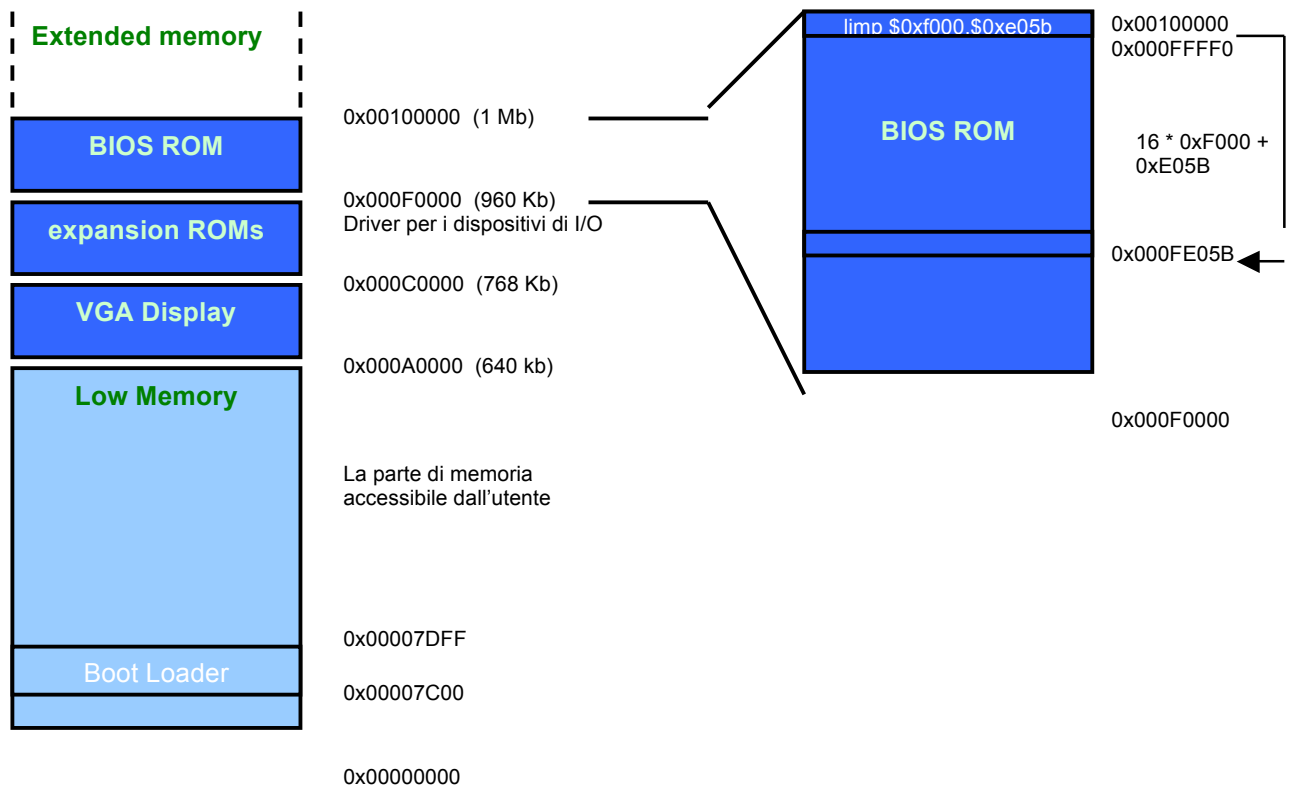 Extended memory
BIOS ROM
expansion ROMs
VGA Display
Low Memory
Boot Loader
0x00100000 (1 Mb)
0x000F0000 (960 Kb)
Driver per i dispositivi di I/O
0x000C0000 (768 Kb)
0x000A0000 (640 kb)
La parte di memoria
accessibile dall'utente
0x00007DFF
0x00007C00
0x00000000
ljmp $0xf000,$0xe05b
BIOS ROM
0x00100000
0x000FFFF0
16 * 0xF000 +
0xE05B
0x000FE05B
0x000F0000